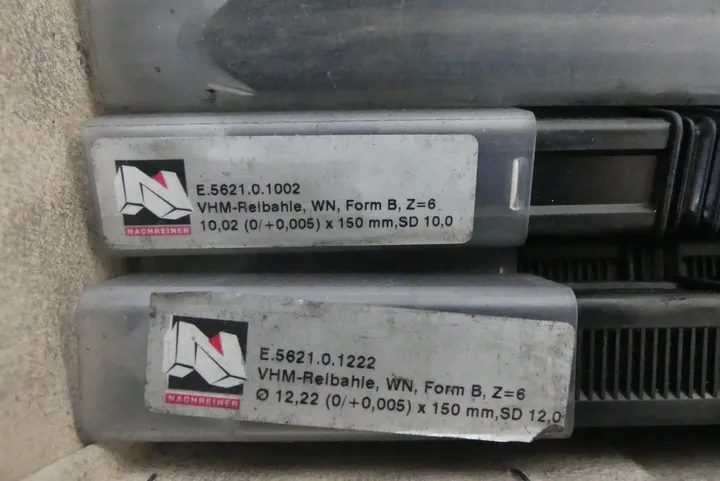 E.5621.0.1002
VHM-Reibahle, WN, Form B, Z=6
10,02 (0/+0,005) x 150 mm,SD 10,0
NACHREINER
E.5621.0.1222
VHM-Reibahle, WN, Form B, Z=6
Ø 12,22 (0/+0,005) x 150 mm,SD 12,0
NACHREINER